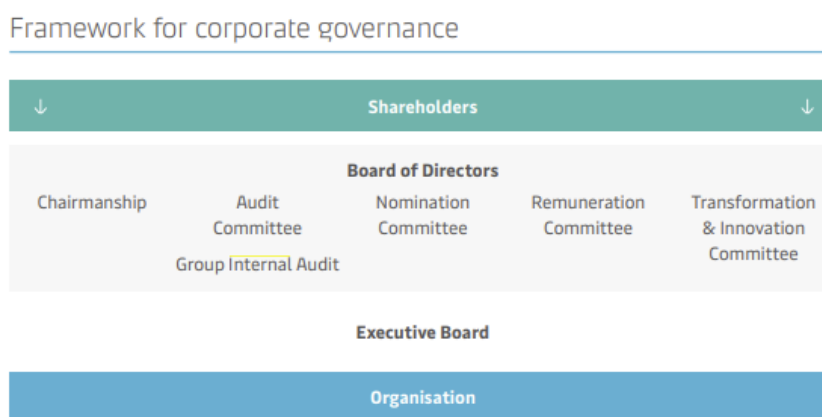 Framework for corporate governance
↓ Shareholders ↓
Board of Directors
Chairmanship Audit Nomination Remuneration Transformation
Committee Committee Committee & Innovation
Committee
Group Internal Audit
Executive Board
Organisation